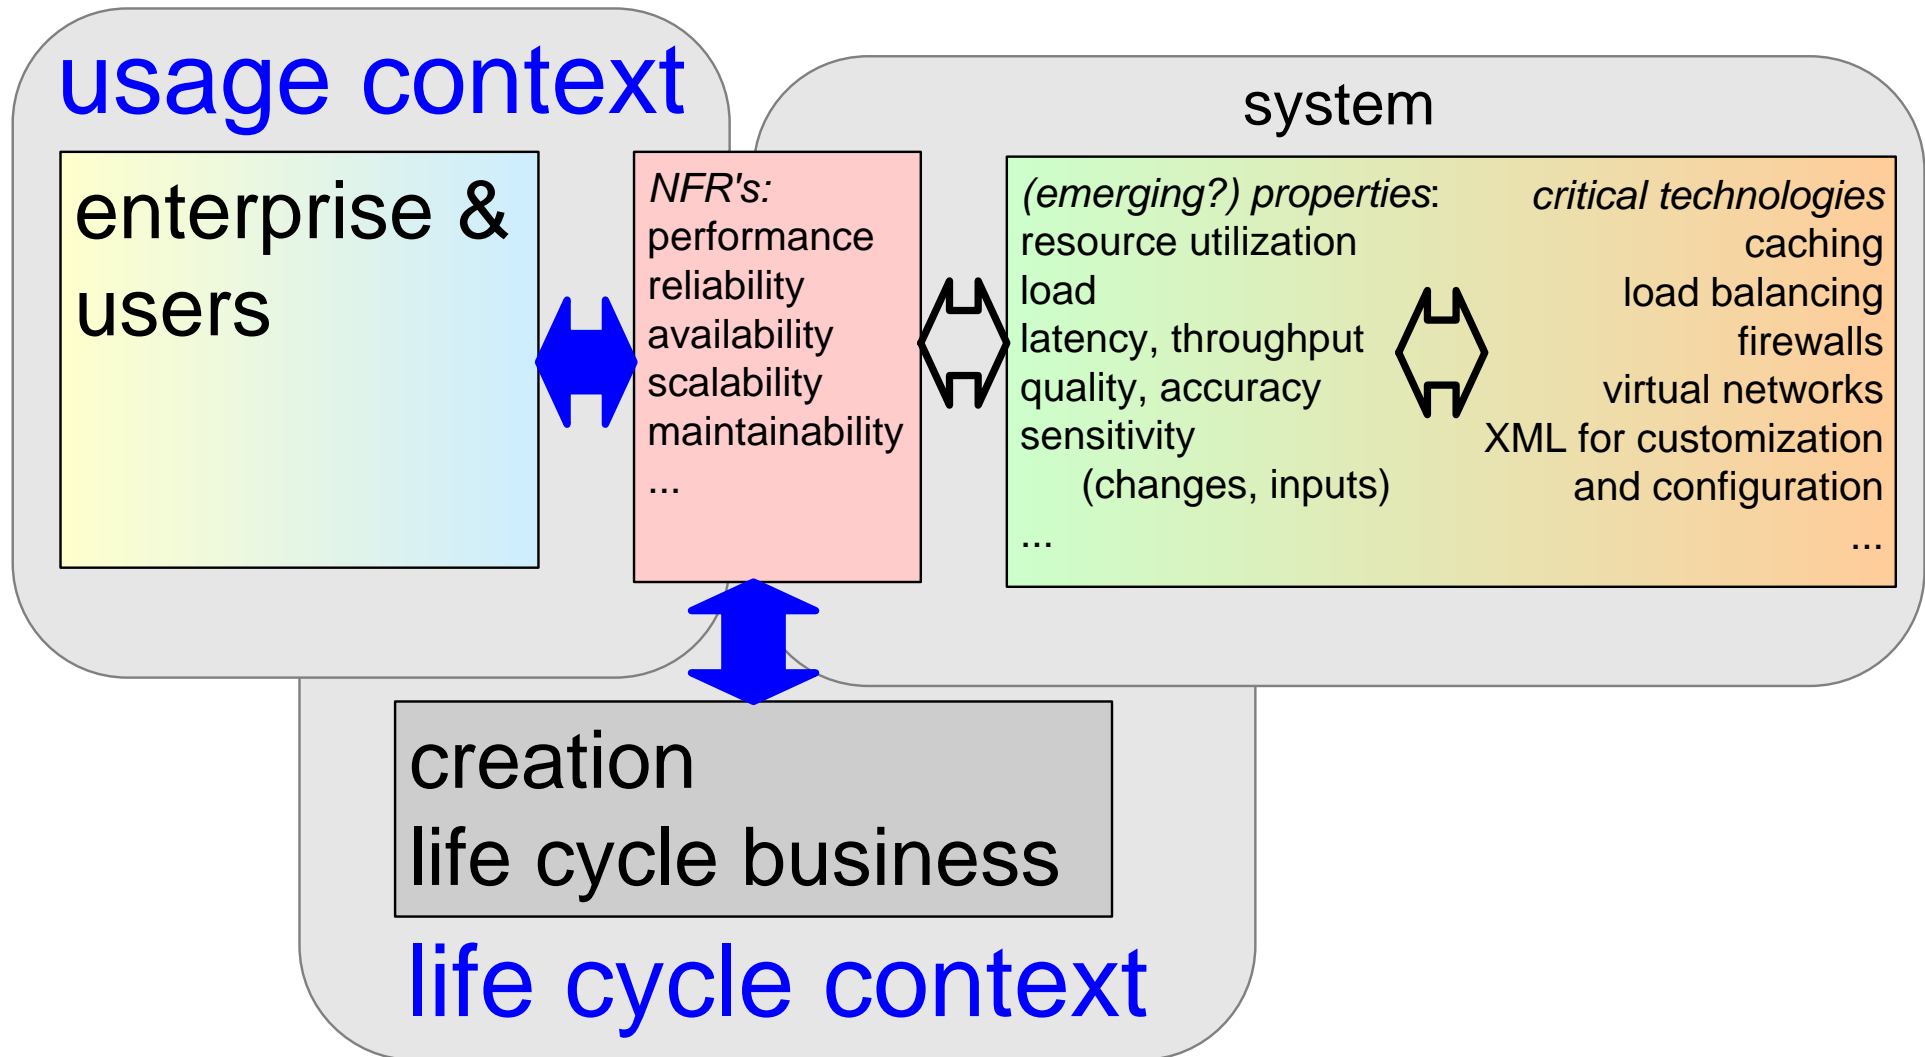 usage context
enterprise &
users
NFR's:
performance
reliability
availability
scalability
maintainability
...
system
(emerging?) properties:
resource utilization
load
latency, throughput
quality, accuracy
sensitivity
(changes, inputs)
...
critical technologies
caching
load balancing
firewalls
virtual networks
XML for customization
and configuration
...
creation
life cycle business
life cycle context